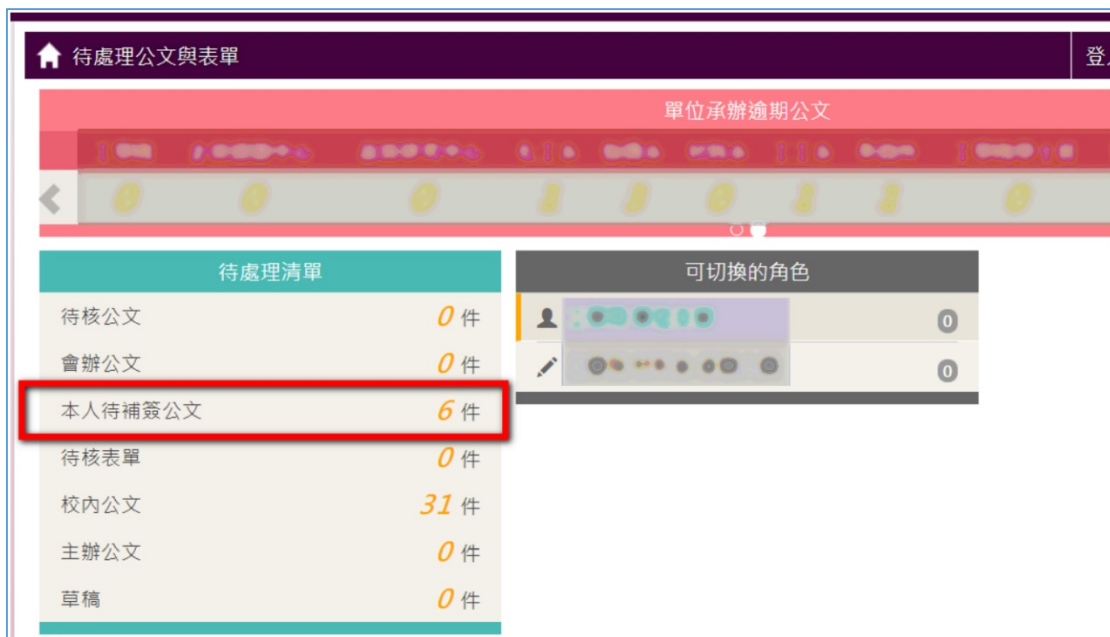 待處理公文與表單
登
單位承辦逾期公文
待處理清單
待核公文 0 件
會辦公文 0 件
本人待補簽公文 6 件
待核表單 0 件
校內公文 31 件
主辦公文 0 件
草稿 0 件
可切換的角色
0
0